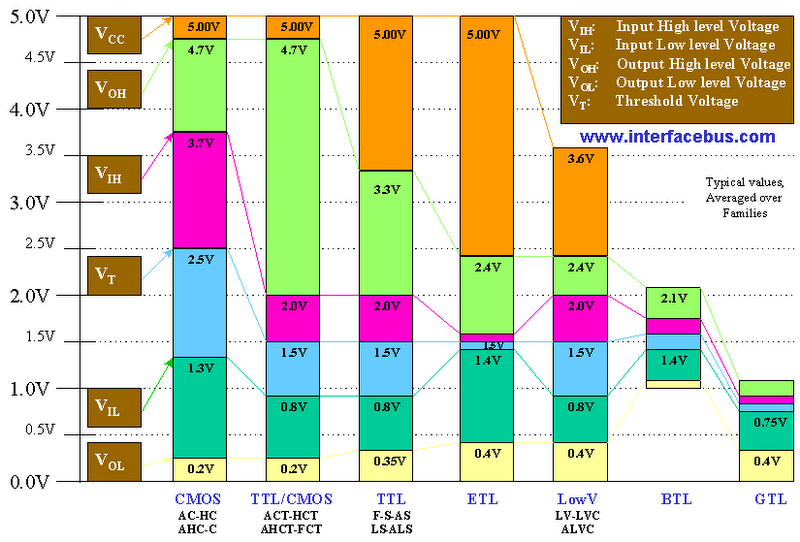 5.0V
4.5V
4.0V
3.5V
3.0V
2.5V
2.0V
1.5V
1.0V
0.5V
0.0V
VCC
VOH
VIH
VT
VIL
VOL
5.00V
4.7V
3.7V
2.5V
1.3V
0.2V
5.00V
4.7V
2.0V
1.5V
0.8V
0.2V
5.00V
3.3V
2.0V
1.5V
0.8V
0.35V
5.00V
2.4V
1.5V
1.4V
0.4V
3.6V
2.4V
2.0V
1.5V
0.8V
0.4V
2.1V
1.4V
0.75V
0.4V
VIH: Input High level Voltage
VIL: Input Low level Voltage
VOH: Output High level Voltage
VOL: Output Low level Voltage
VT: Threshold Voltage
www.interfacebus.com
Typical values,
Averaged over
Families
CMOS
AC-HC
AHC-C
TTL/CMOS
ACT-HCT
AHCT-FCT
TTL
F-S-AS
LS-ALS
ETL
LowV
LV-LVC
ALVC
BTL
GTL